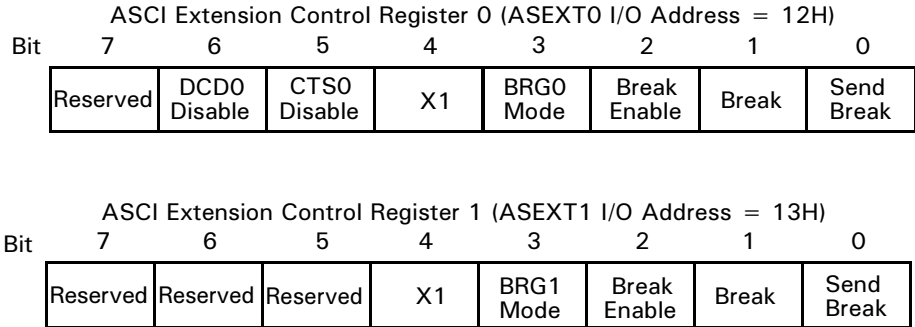 ASCI Extension Control Register 0 (ASEXT0 I/O Address = 12H)
Bit 7 6 5 4 3 2 1 0
Reserved DCD0 Disable CTS0 Disable X1 BRG0 Mode Break Enable Break Send Break
ASCI Extension Control Register 1 (ASEXT1 I/O Address = 13H)
Bit 7 6 5 4 3 2 1 0
Reserved Reserved Reserved X1 BRG1 Mode Break Enable Break Send Break